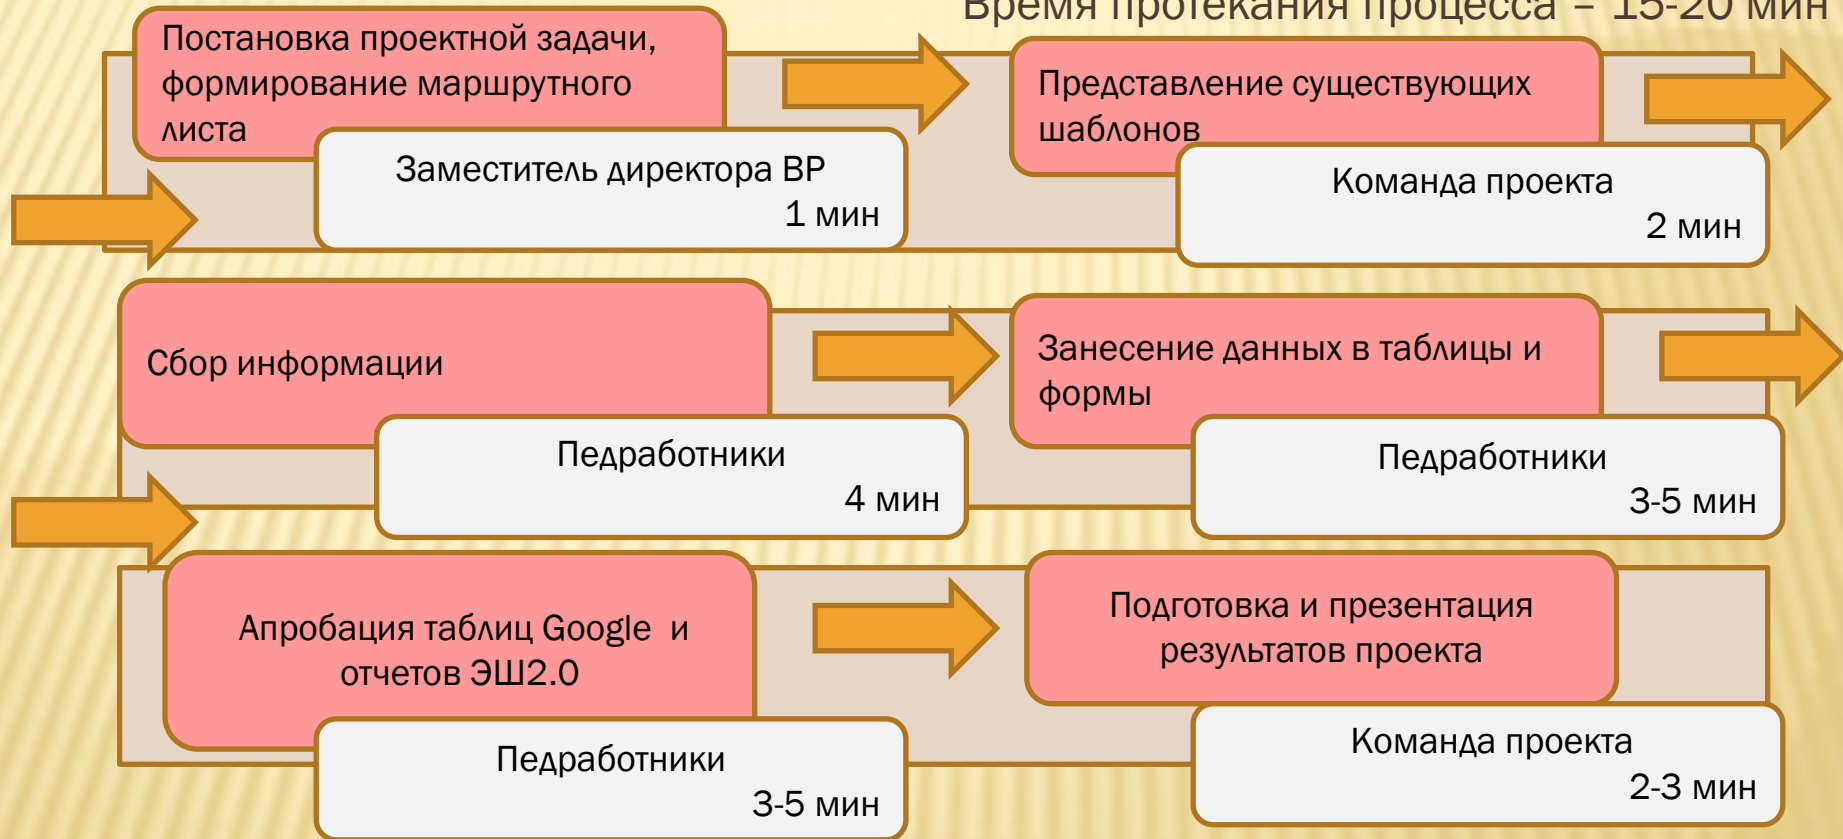 Время протекания процесса – 15-20 мин
Постановка проектной задачи,
формирование маршрутного
листа
Заместитель директора ВР
1 мин
Представление существующих
шаблонов
Команда проекта
2 мин
Сбор информации
Педработники
4 мин
Занесение данных в таблицы и
формы
Педработники
3-5 мин
Апробация таблиц Google и
отчетов ЭШ2.0
Педработники
3-5 мин
Подготовка и презентация
результатов проекта
Команда проекта
2-3 мин